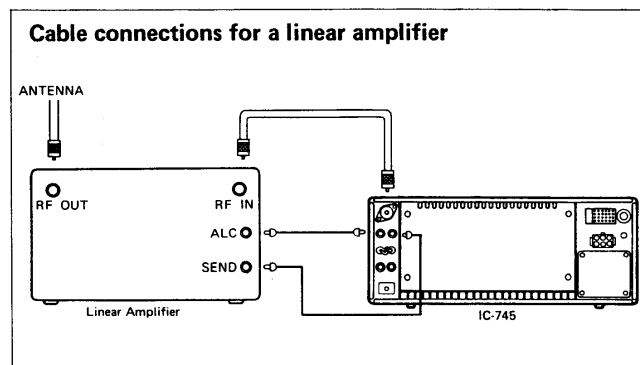 Cable connections for a linear amplifier
ANTENNA
RF OUT
RF IN
ALC
SEND
Linear Amplifier
IC-745